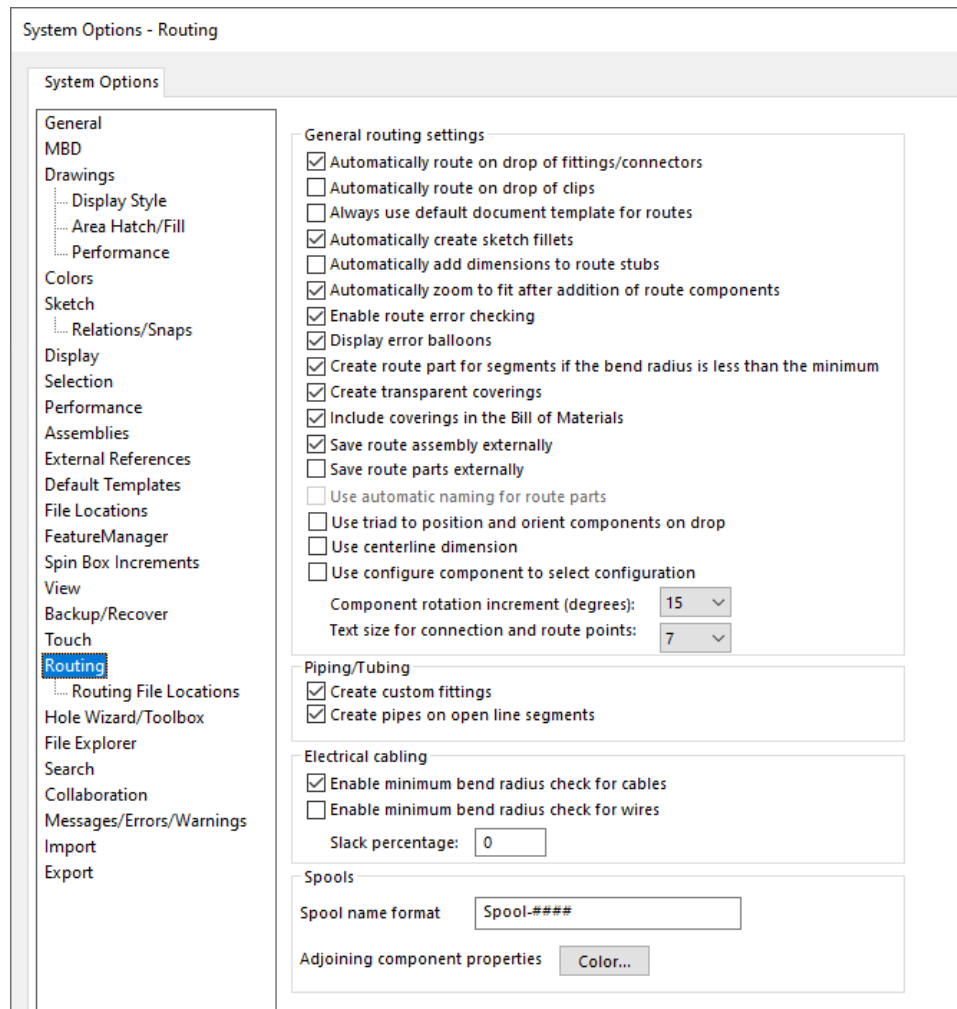 System Options - Routing
System Options
General
MBD
Drawings
Display Style
Area Hatch/Fill
Performance
Colors
Sketch
Relations/Snaps
Display
Selection
Performance
Assemblies
External References
Default Templates
File Locations
FeatureManager
Spin Box Increments
View
Backup/Recover
Touch
Routing
Routing File Locations
Hole Wizard/Toolbox
File Explorer
Search
Collaboration
Messages/Errors/Warnings
Import
Export
General routing settings
Automatically route on drop of fittings/connectors
Automatically route on drop of clips
Always use default document template for routes
Automatically create sketch fillets
Automatically add dimensions to route stubs
Automatically zoom to fit after addition of route components
Enable route error checking
Display error balloons
Create route part for segments if the bend radius is less than the minimum
Create transparent coverings
Include coverings in the Bill of Materials
Save route assembly externally
Save route parts externally
Use automatic naming for route parts
Use triad to position and orient components on drop
Use centerline dimension
Use configure component to select configuration
Component rotation increment (degrees): 15
Text size for connection and route points: 7
Piping/Tubing
Create custom fittings
Create pipes on open line segments
Electrical cabling
Enable minimum bend radius check for cables
Enable minimum bend radius check for wires
Slack percentage: 0
Spools
Spool name format Spool-####
Adjoining component properties Color...